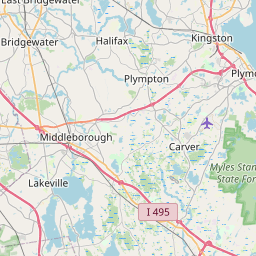 East Bridgewater
Bridgewater
Halifax
Kingston
Plympton
Plym
Middleborough
Carver
Myles Stan
State For
Lakeville
I 495